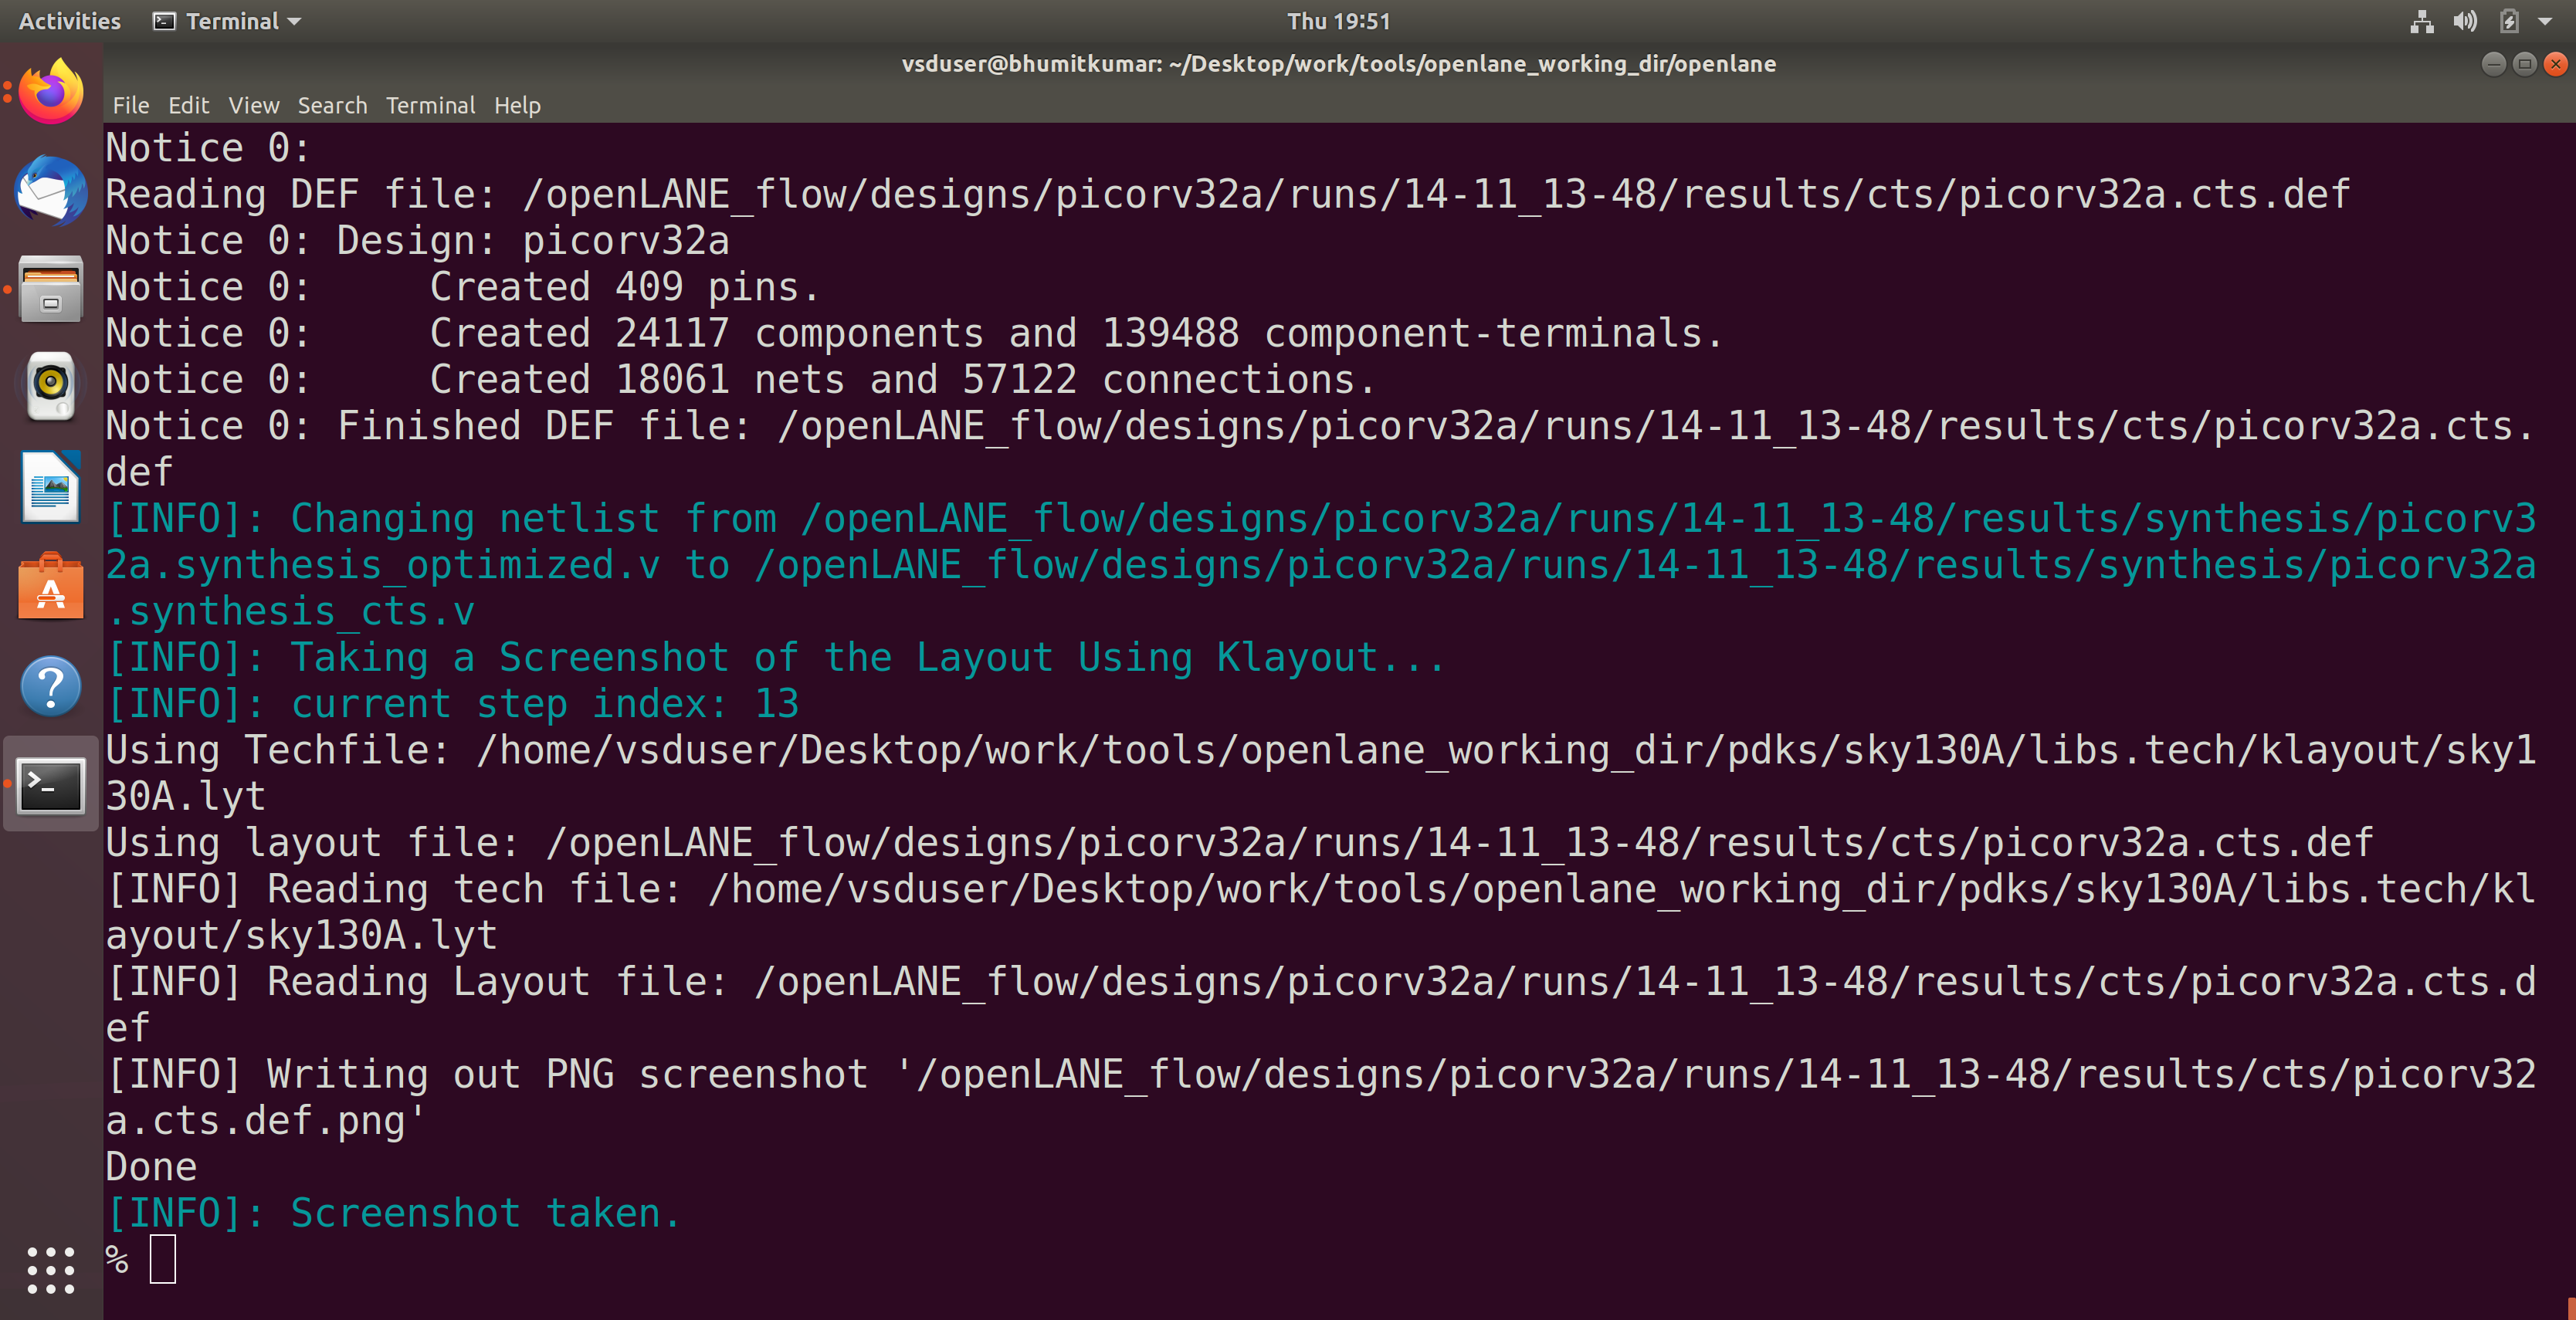 Activities Terminal Thu 19:51
vsduser@bhumitkumar: ~/Desktop/work/tools/openlane_working_dir/openlane
File Edit View Search Terminal Help
Notice 0:
Reading DEF file: /openLANE_flow/designs/picorv32a/runs/14-11_13-48/results/cts/picorv32a.cts.def
Notice 0: Design: picorv32a
Notice 0:     Created 409 pins.
Notice 0:     Created 24117 components and 139488 component-terminals.
Notice 0:     Created 18061 nets and 57122 connections.
Notice 0: Finished DEF file: /openLANE_flow/designs/picorv32a/runs/14-11_13-48/results/cts/picorv32a.cts.
def
[INFO]: Changing netlist from /openLANE_flow/designs/picorv32a/runs/14-11_13-48/results/synthesis/picorv3
2a.synthesis_optimized.v to /openLANE_flow/designs/picorv32a/runs/14-11_13-48/results/synthesis/picorv32a
.synthesis_cts.v
[INFO]: Taking a Screenshot of the Layout Using Klayout...
[INFO]: current step index: 13
Using Techfile: /home/vsduser/Desktop/work/tools/openlane_working_dir/pdks/sky130A/libs.tech/klayout/sky1
30A.lyt
Using layout file: /openLANE_flow/designs/picorv32a/runs/14-11_13-48/results/cts/picorv32a.cts.def
[INFO] Reading tech file: /home/vsduser/Desktop/work/tools/openlane_working_dir/pdks/sky130A/libs.tech/kl
ayout/sky130A.lyt
[INFO] Reading Layout file: /openLANE_flow/designs/picorv32a/runs/14-11_13-48/results/cts/picorv32a.cts.d
ef
[INFO] Writing out PNG screenshot '/openLANE_flow/designs/picorv32a/runs/14-11_13-48/results/cts/picorv32
a.cts.def.png'
Done
[INFO]: Screenshot taken.
%